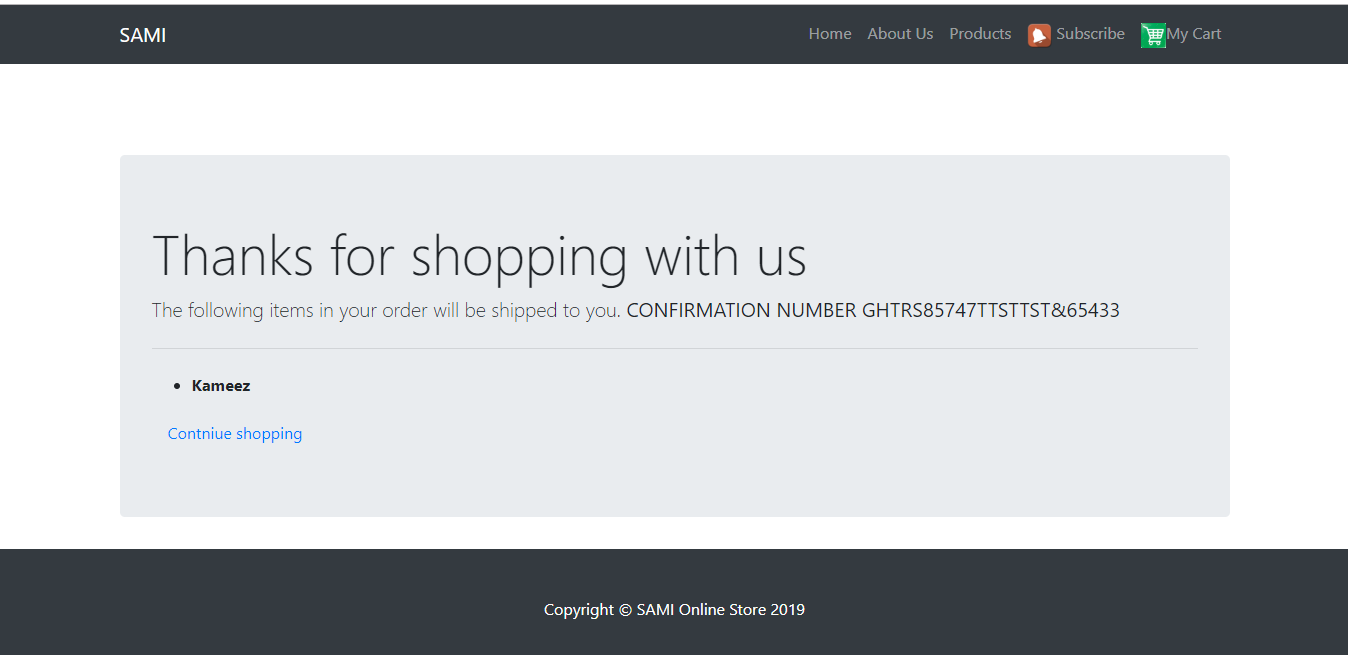 SAMI Home About Us Products Subscribe My Cart
Thanks for shopping with us
The following items in your order will be shipped to you. CONFIRMATION NUMBER GHTRS85747TTSTTST&65433
• Kameez
Contniue shopping
Copyright © SAMI Online Store 2019